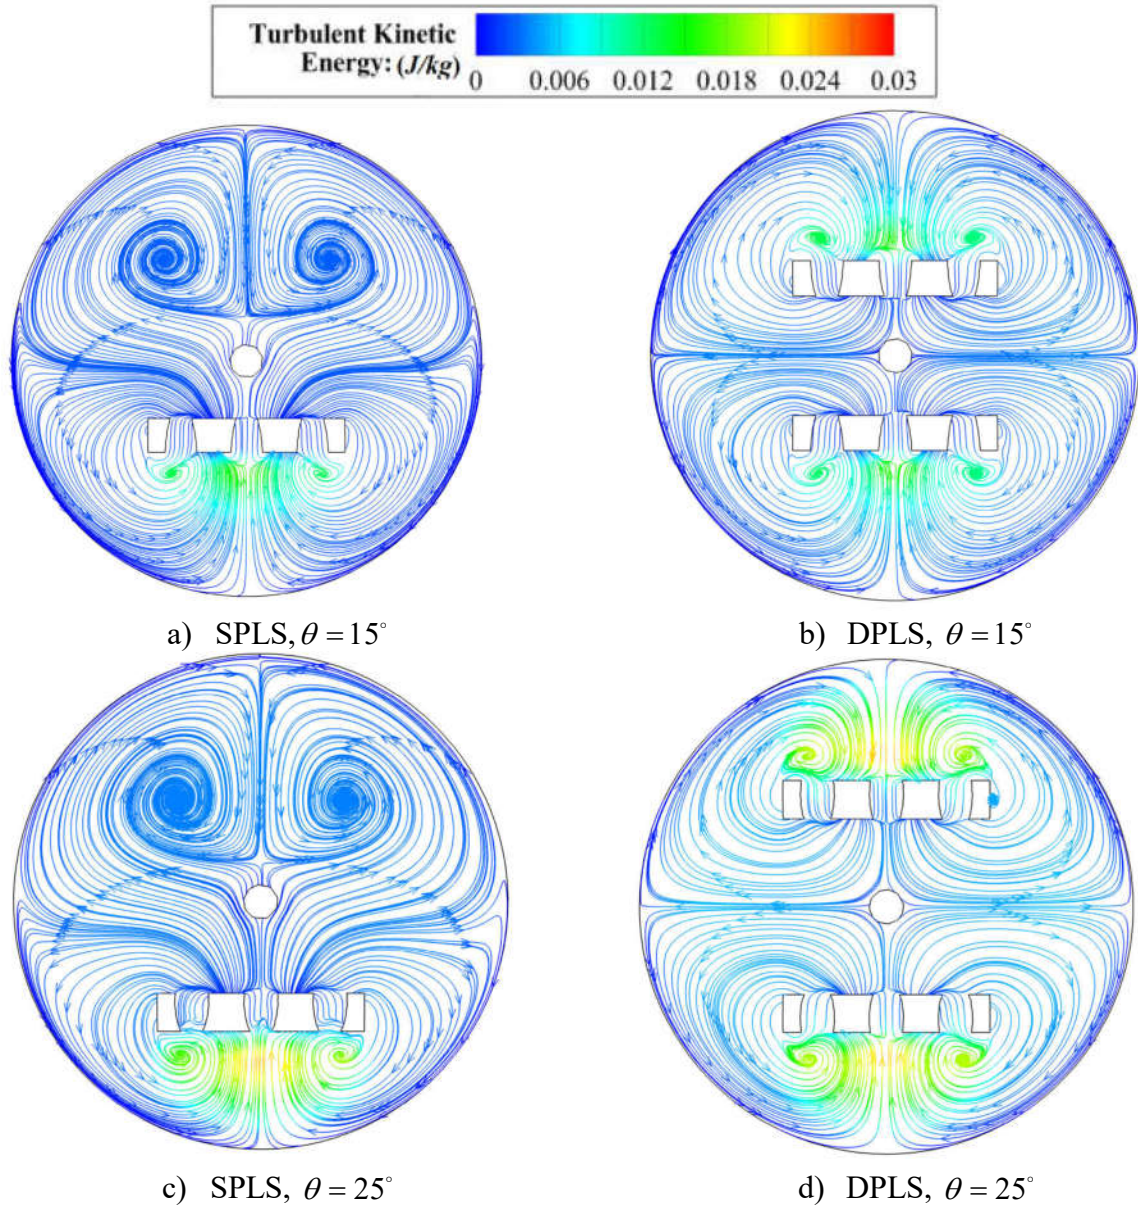 Turbulent Kinetic
Energy: (J/kg)
0 0.006 0.012 0.018 0.024 0.03
a) SPLS, θ = 15°
b) DPLS, θ = 15°
c) SPLS, θ = 25°
d) DPLS, θ = 25°